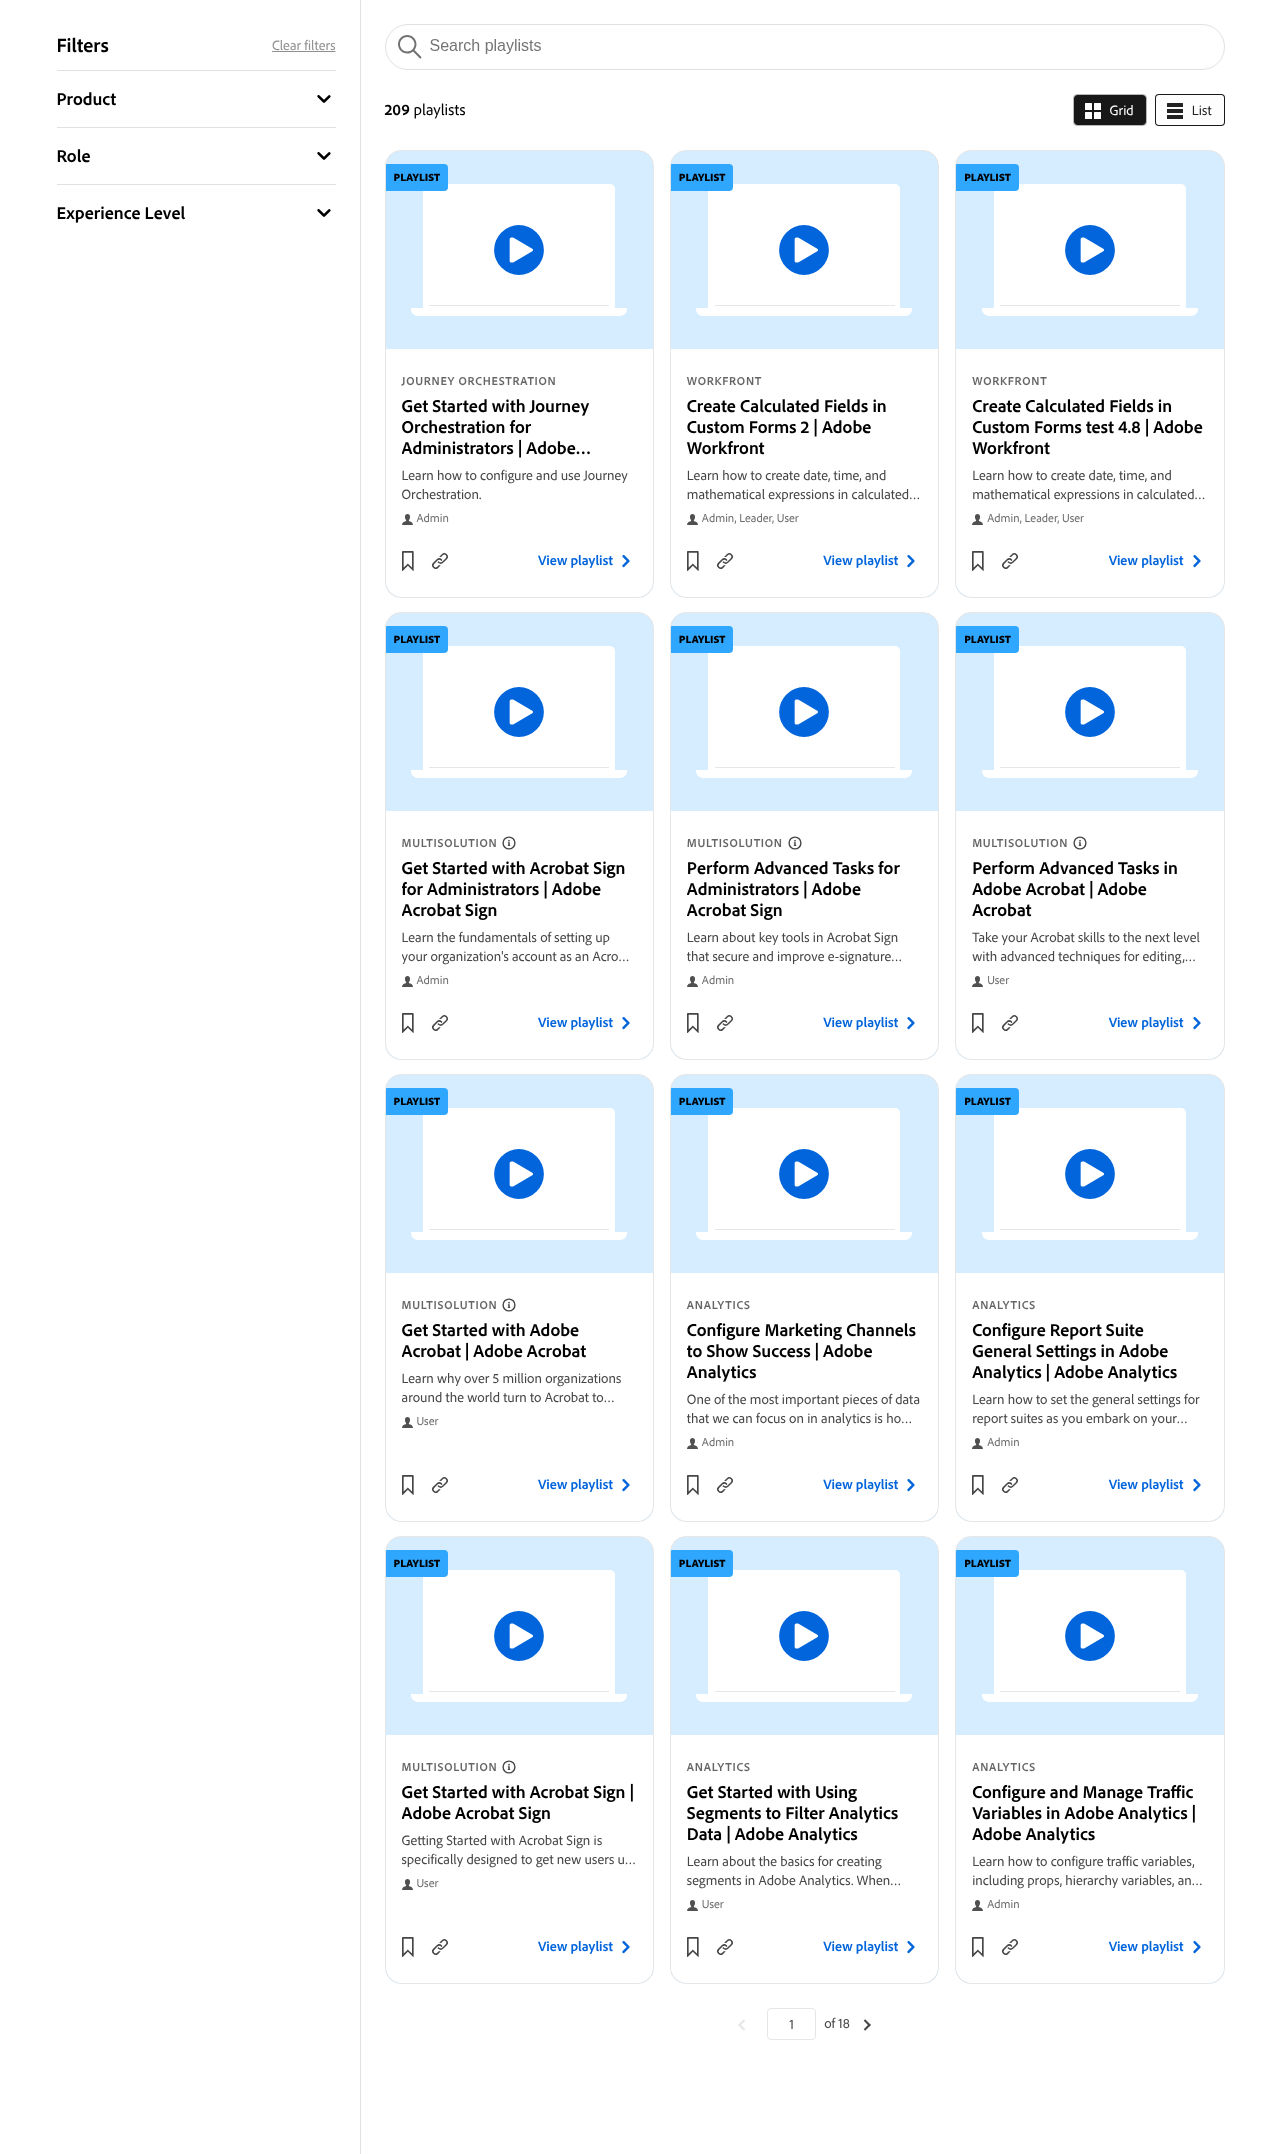 Filters
Clear filters
Product
Role
Experience Level
Search playlists
209 playlists
Grid
List
PLAYLIST
JOURNEY ORCHESTRATION
Get Started with Journey
Orchestration for
Administrators | Adobe...
Learn how to configure and use Journey
Orchestration.
Admin
View playlist
PLAYLIST
WORKFRONT
Create Calculated Fields in
Custom Forms 2 | Adobe
Workfront
Learn how to create date, time, and
mathematical expressions in calculated...
Admin, Leader, User
View playlist
PLAYLIST
WORKFRONT
Create Calculated Fields in
Custom Forms test 4.8 | Adobe
Workfront
Learn how to create date, time, and
mathematical expressions in calculated...
Admin, Leader, User
View playlist
PLAYLIST
MULTISOLUTION
Get Started with Acrobat Sign
for Administrators | Adobe
Acrobat Sign
Learn the fundamentals of setting up
your organization's account as an Acro...
Admin
View playlist
PLAYLIST
MULTISOLUTION
Perform Advanced Tasks for
Administrators | Adobe
Acrobat Sign
Learn about key tools in Acrobat Sign
that secure and improve e-signature...
Admin
View playlist
PLAYLIST
MULTISOLUTION
Perform Advanced Tasks in
Adobe Acrobat | Adobe
Acrobat
Take your Acrobat skills to the next level
with advanced techniques for editing,...
User
View playlist
PLAYLIST
MULTISOLUTION
Get Started with Adobe
Acrobat | Adobe Acrobat
Learn why over 5 million organizations
around the world turn to Acrobat to...
User
View playlist
PLAYLIST
ANALYTICS
Configure Marketing Channels
to Show Success | Adobe
Analytics
One of the most important pieces of data
that we can focus on in analytics is ho...
Admin
View playlist
PLAYLIST
ANALYTICS
Configure Report Suite
General Settings in Adobe
Analytics | Adobe Analytics
Learn how to set the general settings for
report suites as you embark on your...
Admin
View playlist
PLAYLIST
MULTISOLUTION
Get Started with Acrobat Sign |
Adobe Acrobat Sign
Getting Started with Acrobat Sign is
specifically designed to get new users u...
User
View playlist
PLAYLIST
ANALYTICS
Get Started with Using
Segments to Filter Analytics
Data | Adobe Analytics
Learn about the basics for creating
segments in Adobe Analytics. When...
User
View playlist
PLAYLIST
ANALYTICS
Configure and Manage Traffic
Variables in Adobe Analytics |
Adobe Analytics
Learn how to configure traffic variables,
including props, hierarchy variables, an...
Admin
View playlist
1 of 18